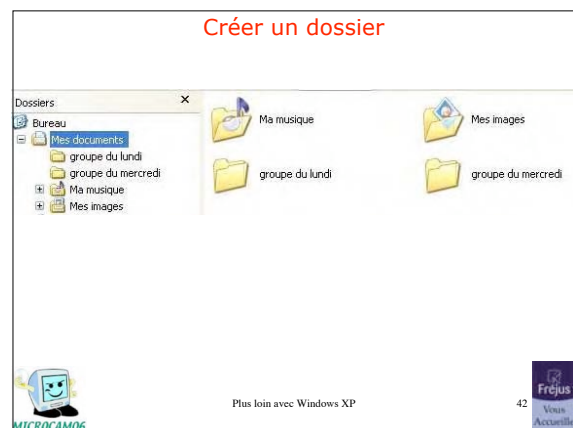 Créer un dossier
Dossiers
Bureau
Mes documents
groupe du lundi
groupe du mercredi
Ma musique
Mes images
Ma musique
Mes images
groupe du lundi
groupe du mercredi
MICROCAM06
Plus loin avec Windows XP
42
Fréjus
Vous
Accueille